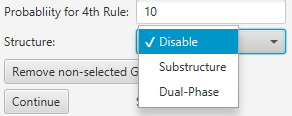 Probabliity for 4th Rule: 10
Structure: Disable
Substructure
Remove non-selected G
Dual-Phase
Continue